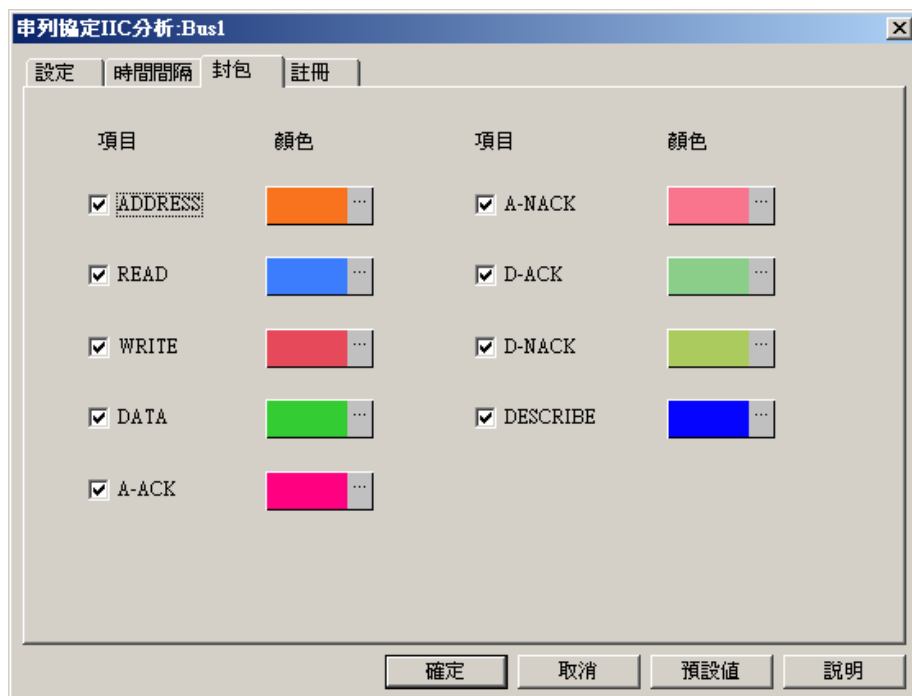 串列協定IIC分析:Bus1
設定 時間間隔 封包 註冊
項目 顏色 項目 顏色
ADDRESS ... A-NACK ...
READ ... D-ACK ...
WRITE ... D-NACK ...
DATA ... DESCRIBE ...
A-ACK ...
確定 取消 預設值 說明